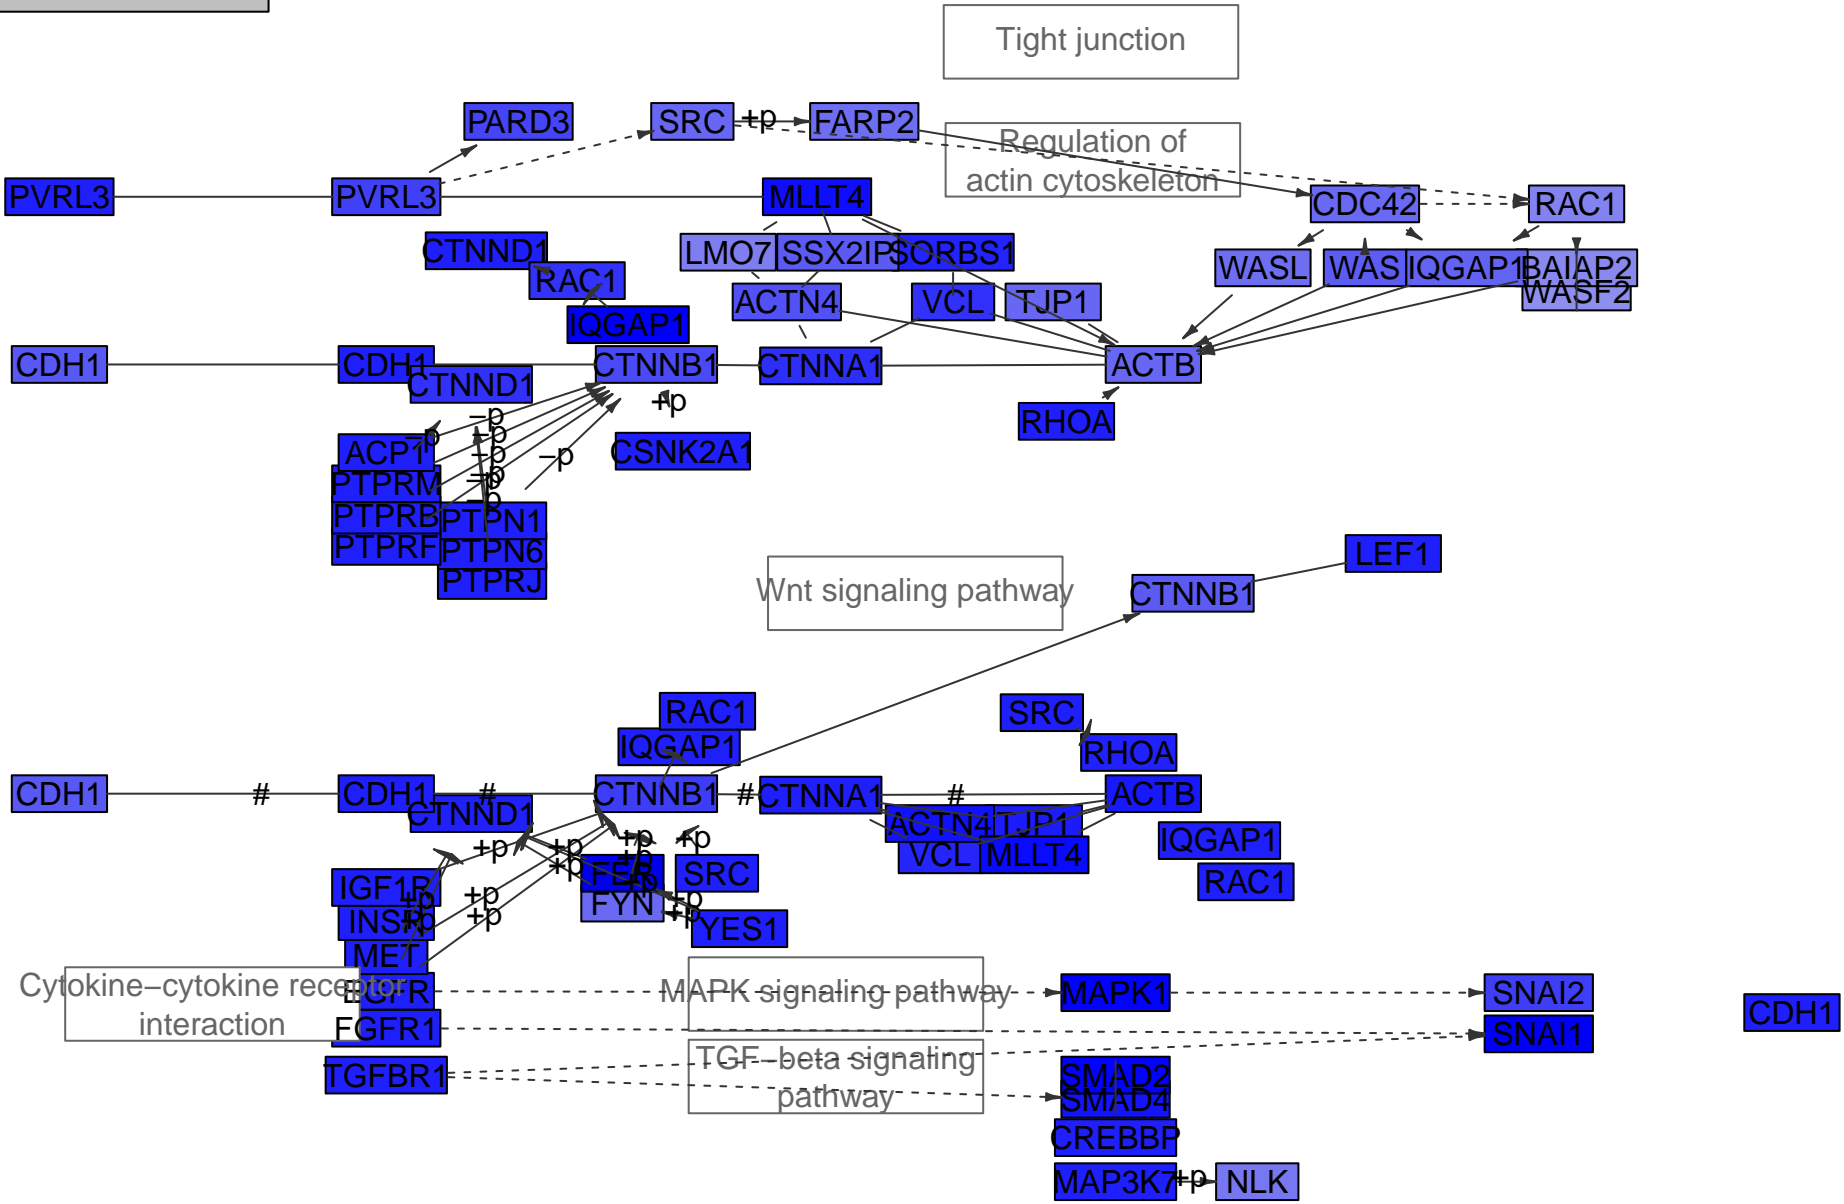 Tight junction
PARD3
SRC
+p
FARP2
Regulation of
actin cytoskeleton
PVRL3
PVRL3
MLLT4
CDC42
RAC1
CTNND1
LMO7
SSX2IP
SORBS1
WASL
WAS
IQGAP1
BAIAP2
RAC1
WASF2
ACTN4
VCL
TJP1
IQGAP1
CDH1
CDH1
CTNNB1
CTNNA1
ACTB
CTNND1
+p
–p
RHOA
–p
–p
ACP1
–p
–p
CSNK2A1
–p
PTPRM
–p
–p
PTPRB
PTPN1
PTPRF
PTPN6
LEF1
PTPRJ
Wnt signaling pathway
CTNNB1
RAC1
SRC
IQGAP1
RHOA
CDH1
#
CDH1
#
CTNNB1
#
CTNNA1
#
ACTB
CTNND1
ACTN4
TJP1
+p
+p
+p
+p
IQGAP1
VCL
MLLT4
+p
+p
FER
SRC
+p
RAC1
IGF1R
+p
+p
+p
FYN
+p
INSR
+p
+p
+p
YES1
MET
Cytokine–cytokine receptor
interaction
EGFR
MAPK signaling pathway
MAPK1
SNAI2
CDH1
FGFR1
SNAI1
TGF–beta signaling
pathway
TGFBR1
SMAD2
SMAD4
CREBBP
MAP3K7
+p
NLK